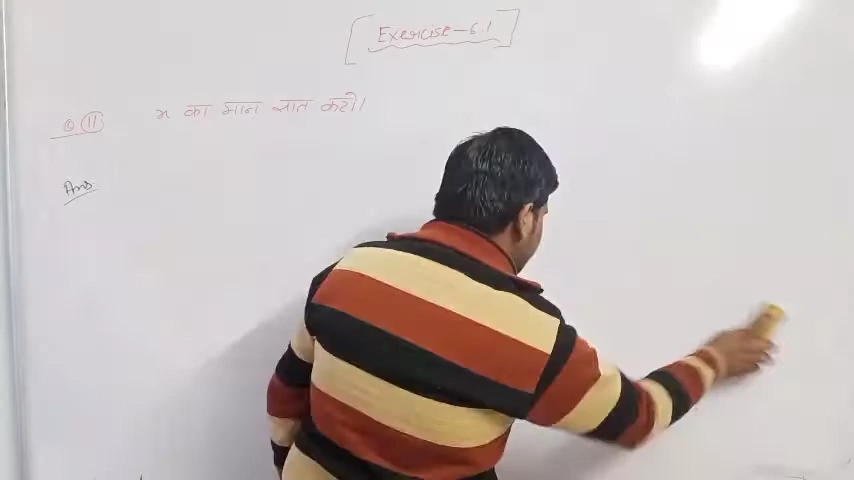 Exercise-6.1
Q 11 x का मान ज्ञात करो।
Ans